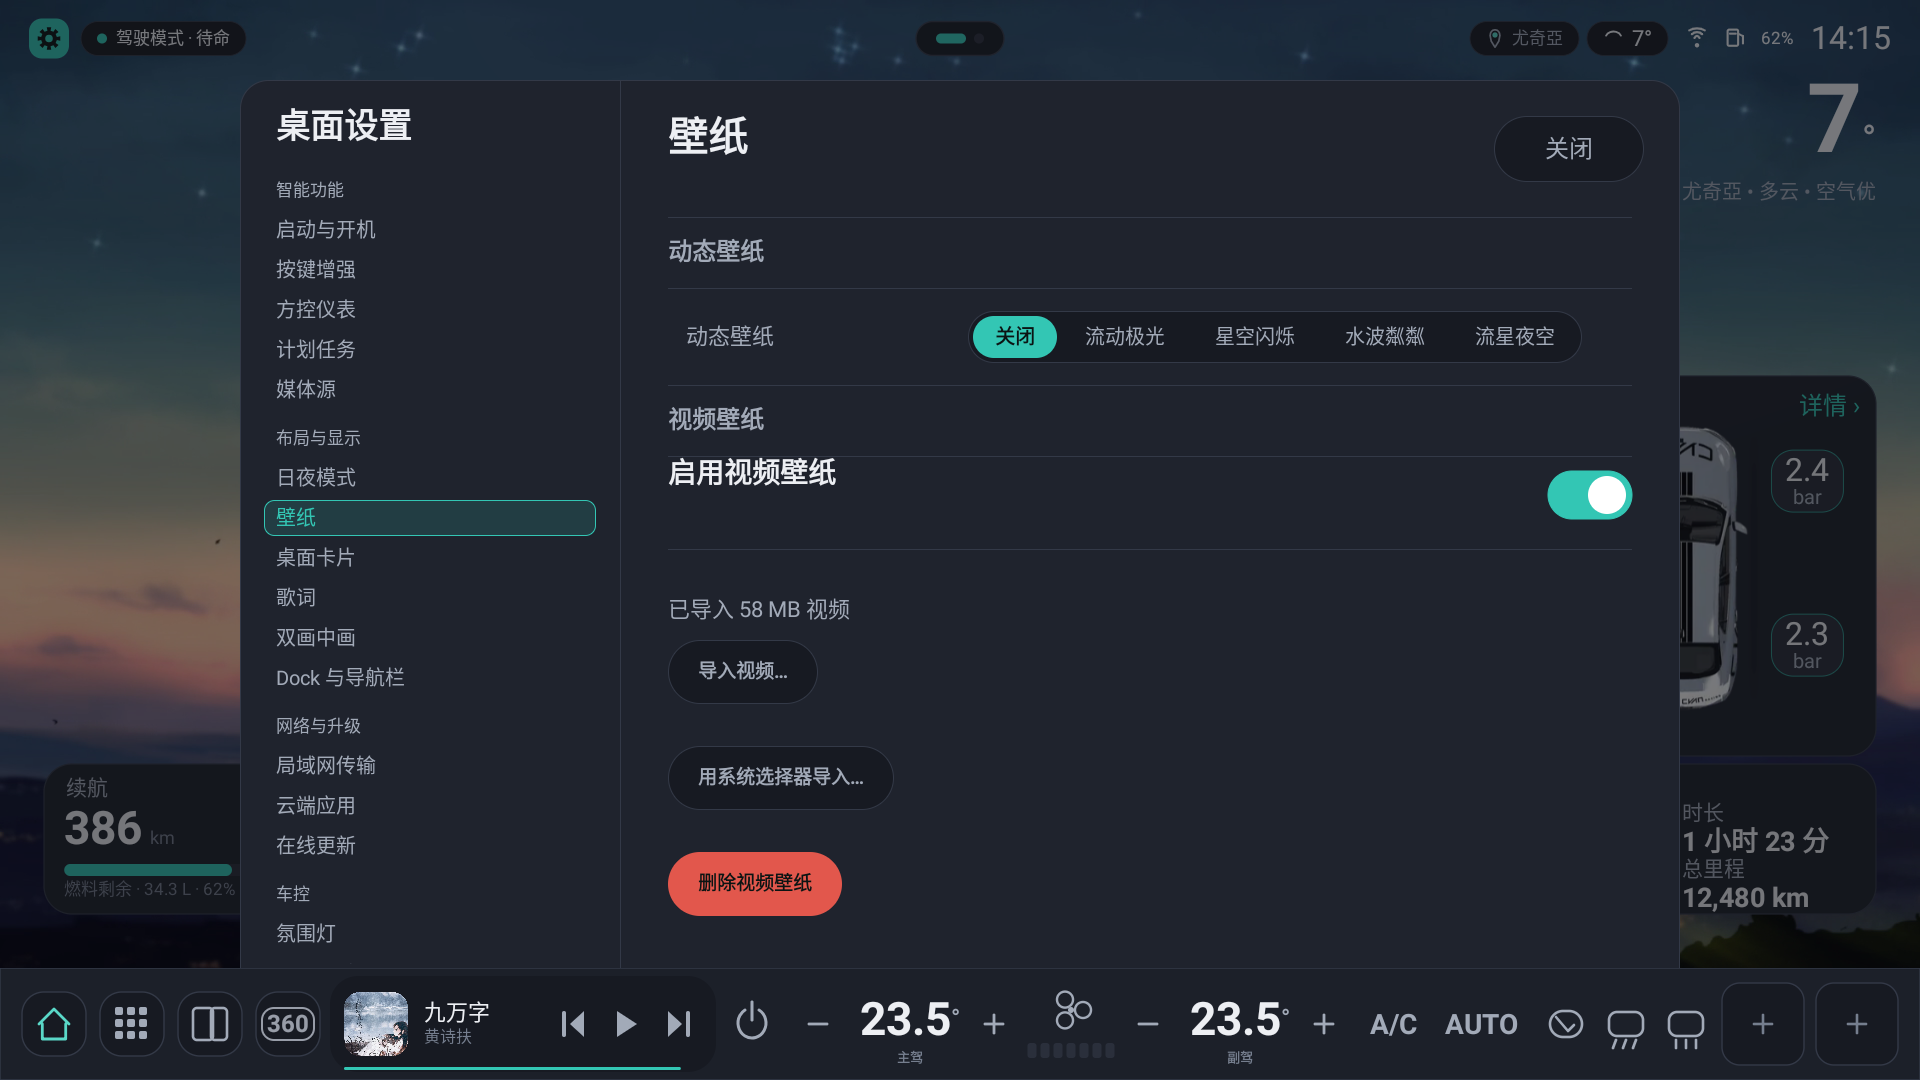 驾驶模式 · 待命
尤奇亞
7°
62%
14:15
7°
尤奇亞 • 多云 • 空气优
桌面设置
智能功能
启动与开机
按键增强
方控仪表
计划任务
媒体源
布局与显示
日夜模式
壁纸
桌面卡片
歌词
双画中画
Dock 与导航栏
网络与升级
局域网传输
云端应用
在线更新
车控
氛围灯
壁纸
关闭
动态壁纸
动态壁纸
关闭
流动极光
星空闪烁
水波粼粼
流星夜空
视频壁纸
启用视频壁纸
已导入 58 MB 视频
导入视频...
用系统选择器导入...
删除视频壁纸
详情 ›
2.4
bar
2.3
bar
续航
386 km
燃料剩余 · 34.3 L · 62%
时长
1 小时 23 分
总里程
12,480 km
360
九万字
黄诗扶
23.5°
主驾
23.5°
副驾
A/C
AUTO